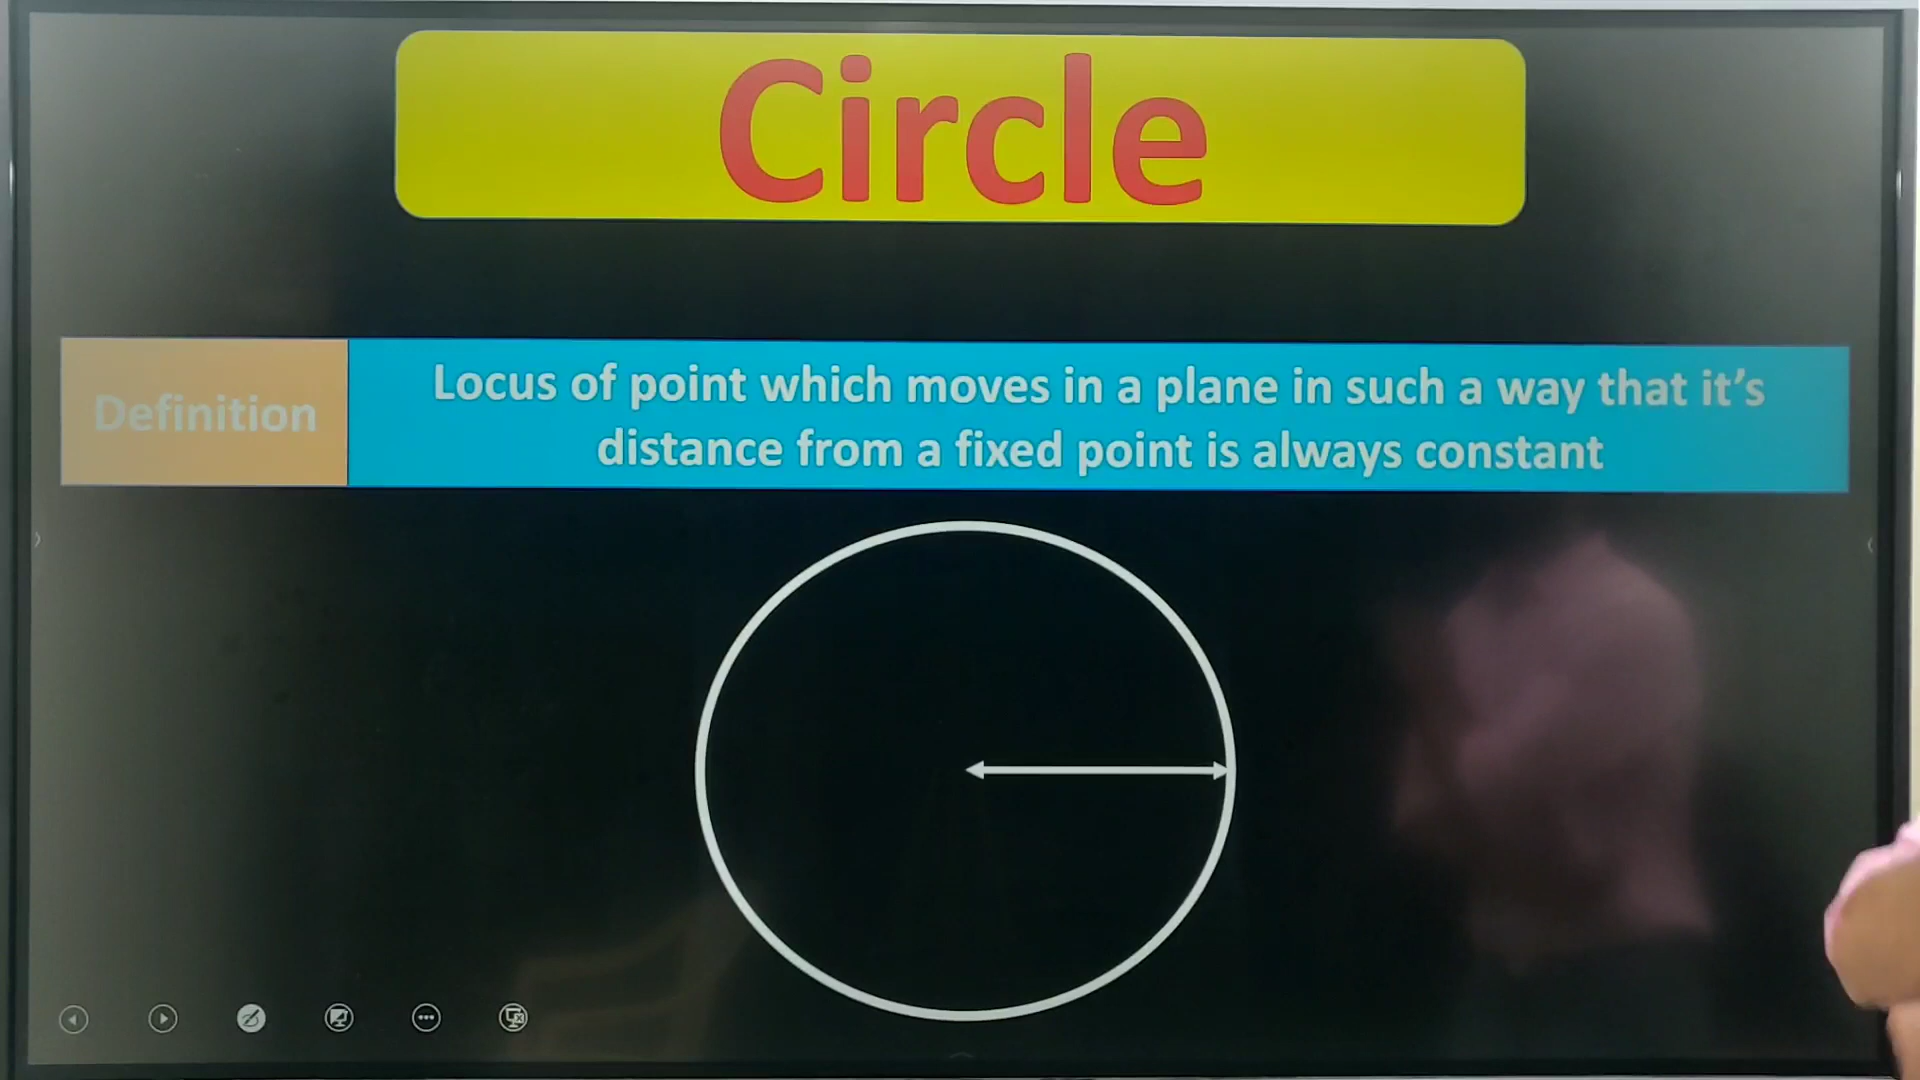 Circle
Definition
Locus of point which moves in a plane in such a way that it’s
distance from a fixed point is always constant